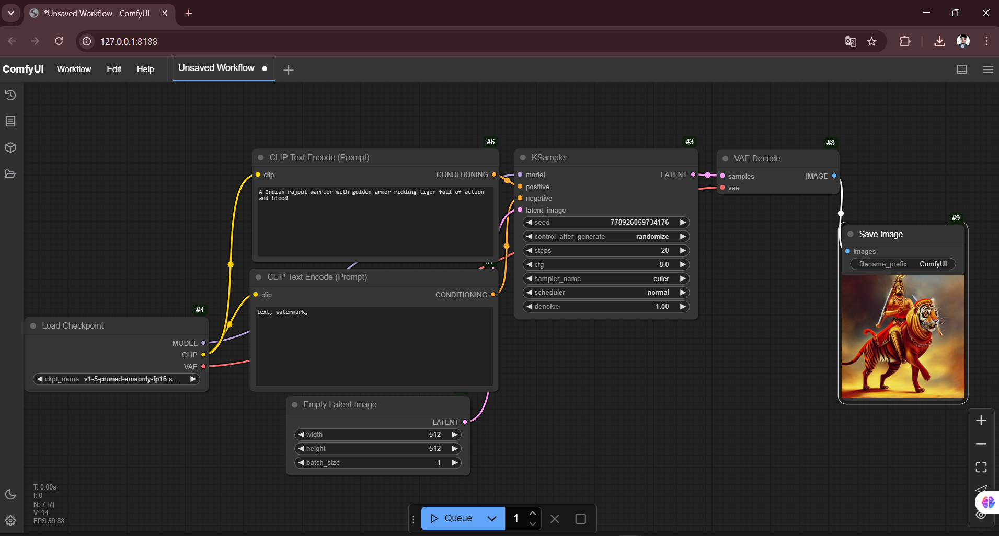 *Unsaved Workflow - ComfyUI
127.0.0.1:8188
ComfyUI Workflow Edit Help Unsaved Workflow
#6
CLIP Text Encode (Prompt)
clip CONDITIONING
A Indian rajput warrior with golden armor ridding tiger full of action
and blood
CLIP Text Encode (Prompt)
clip CONDITIONING
text, watermark,
#4
Load Checkpoint
MODEL
CLIP
VAE
ckpt_name v1-5-pruned-emaonly-fp16.s...
Empty Latent Image
LATENT
width 512
height 512
batch_size 1
#3
KSampler
model LATENT
positive
negative
latent_image
seed 778926059734176
control_after_generate randomize
steps 20
cfg 8.0
sampler_name euler
scheduler normal
denoise 1.00
#8
VAE Decode
samples IMAGE
vae
#9
Save Image
images
filename_prefix ComfyUI
T: 0.00s
I: 0
N: 7 [7]
V: 14
FPS:59.88
Queue 1